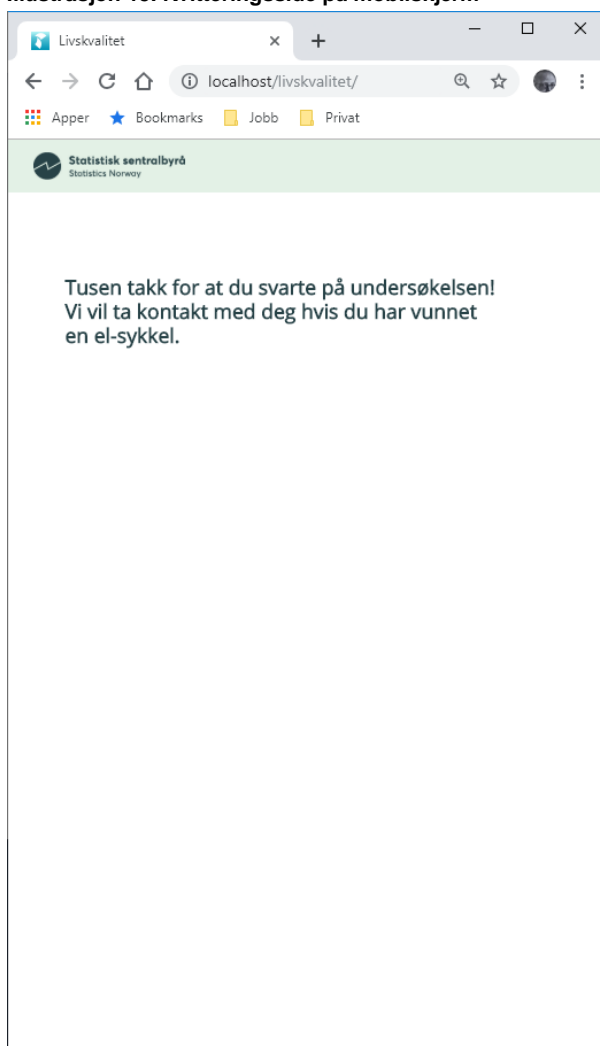 Livskvalitet
localhost/livskvalitet/
Apper Bookmarks Jobb Privat
Statistisk sentralbyrå
Statistics Norway
Tusen takk for at du svarte på undersøkelsen!
Vi vil ta kontakt med deg hvis du har vunnet
en el-sykkel.